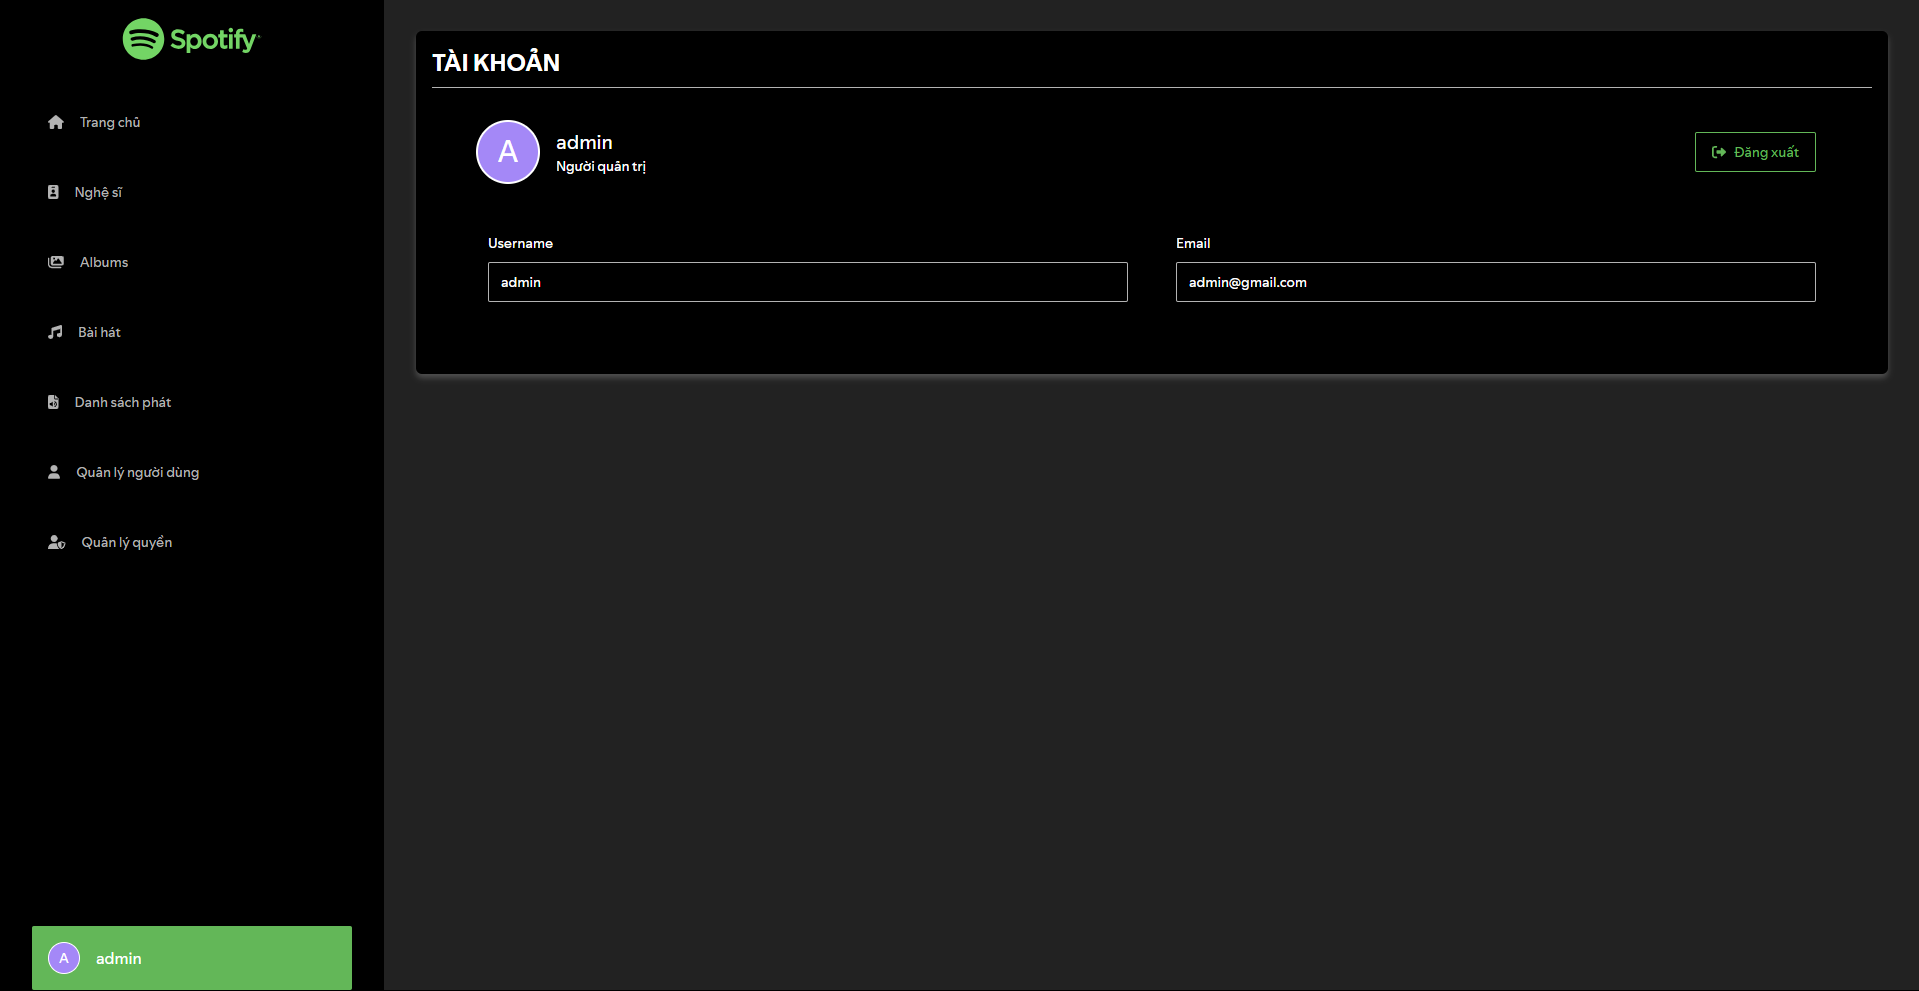 Spotify
Trang chủ
Nghệ sĩ
Albums
Bài hát
Danh sách phát
Quản lý người dùng
Quản lý quyền
A admin
TÀI KHOẢN
A
admin
Người quản trị
Đăng xuất
Username
Email
admin
admin@gmail.com